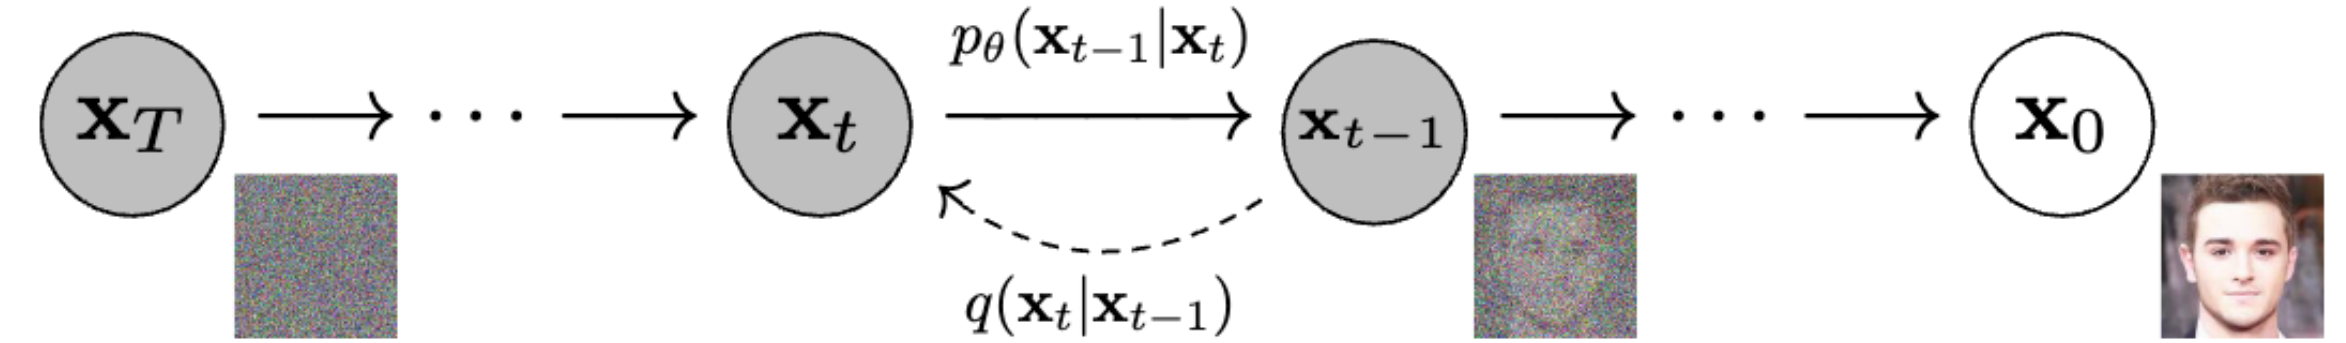 p_θ(x_{t−1}|x_t)
x_T → ··· → x_t → x_{t−1} → ··· → x_0
q(x_t|x_{t−1})